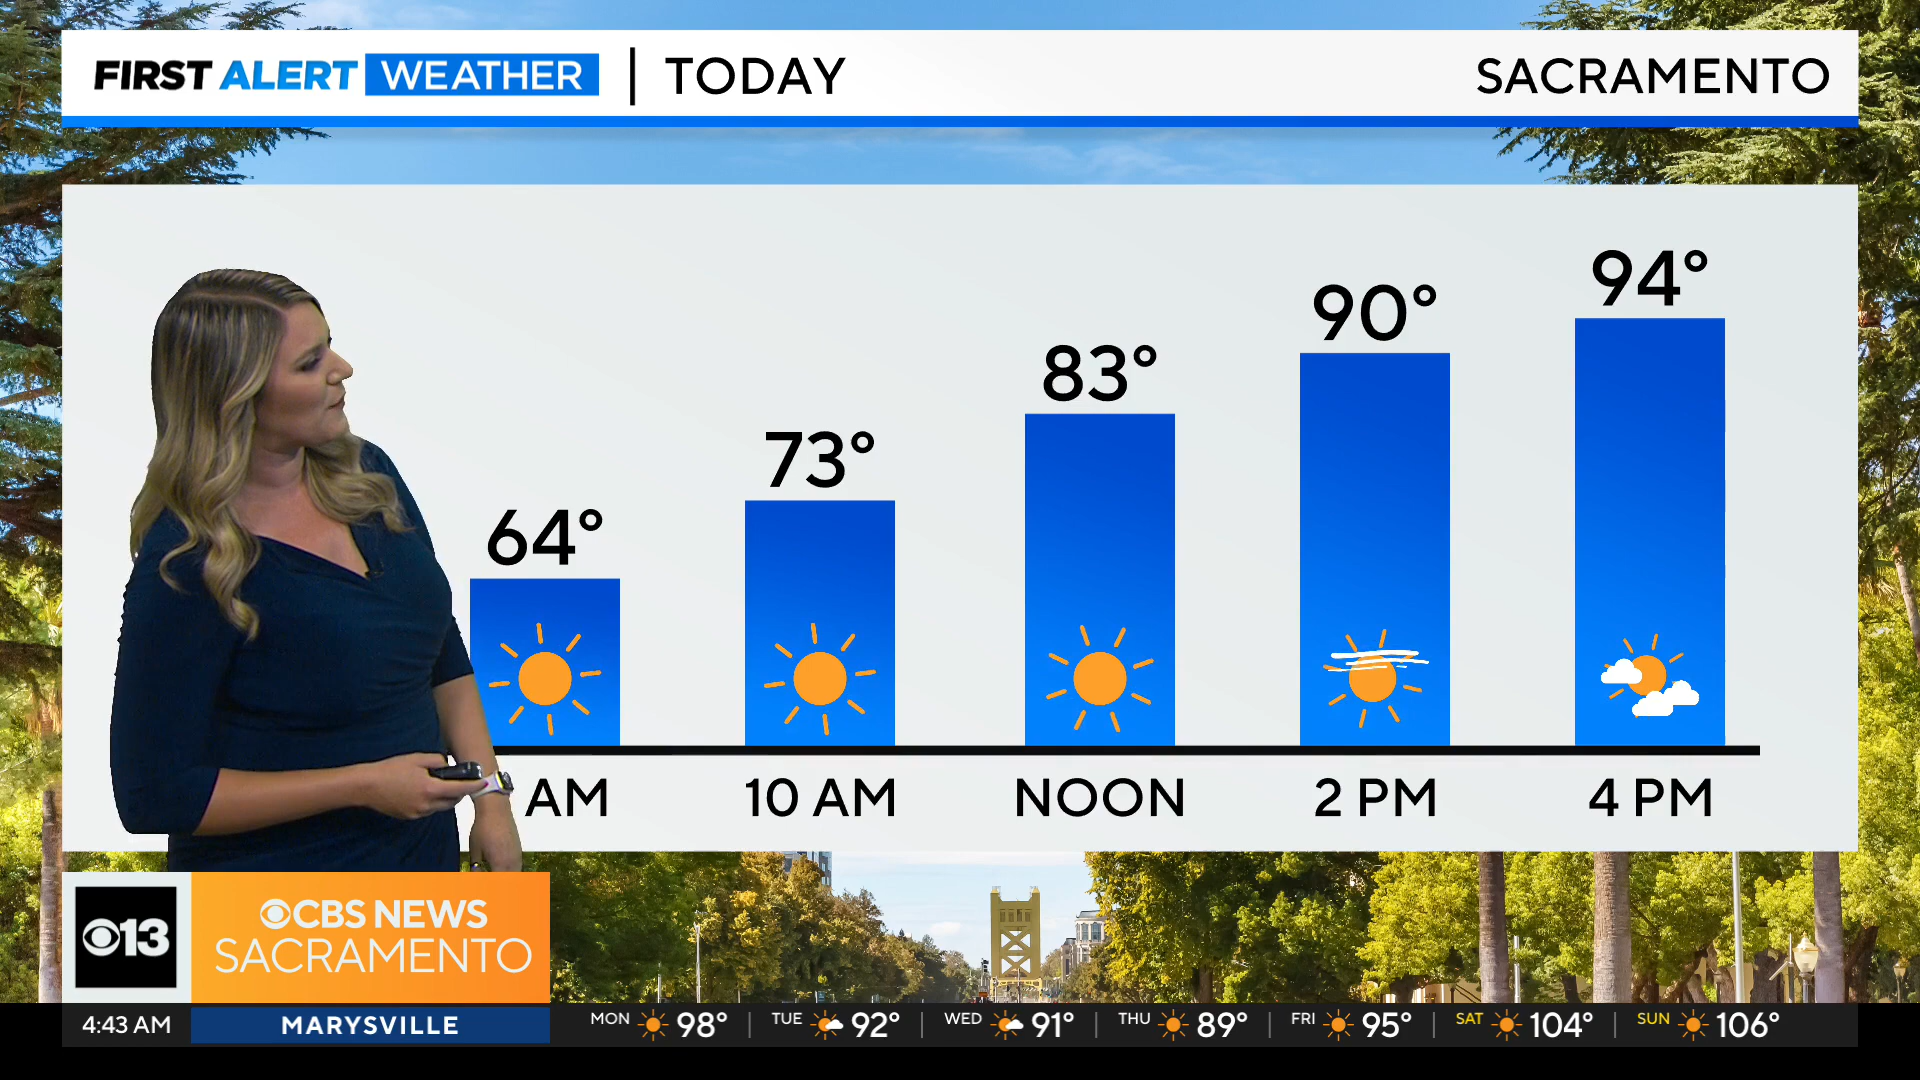 FIRST ALERT WEATHER | TODAY
SACRAMENTO
64°
73°
83°
90°
94°
AM
10 AM
NOON
2 PM
4 PM
13
CBS NEWS
SACRAMENTO
4:43 AM
MARYSVILLE
MON 98° | TUE 92° | WED 91° | THU 89° | FRI 95° | SAT 104° | SUN 106°